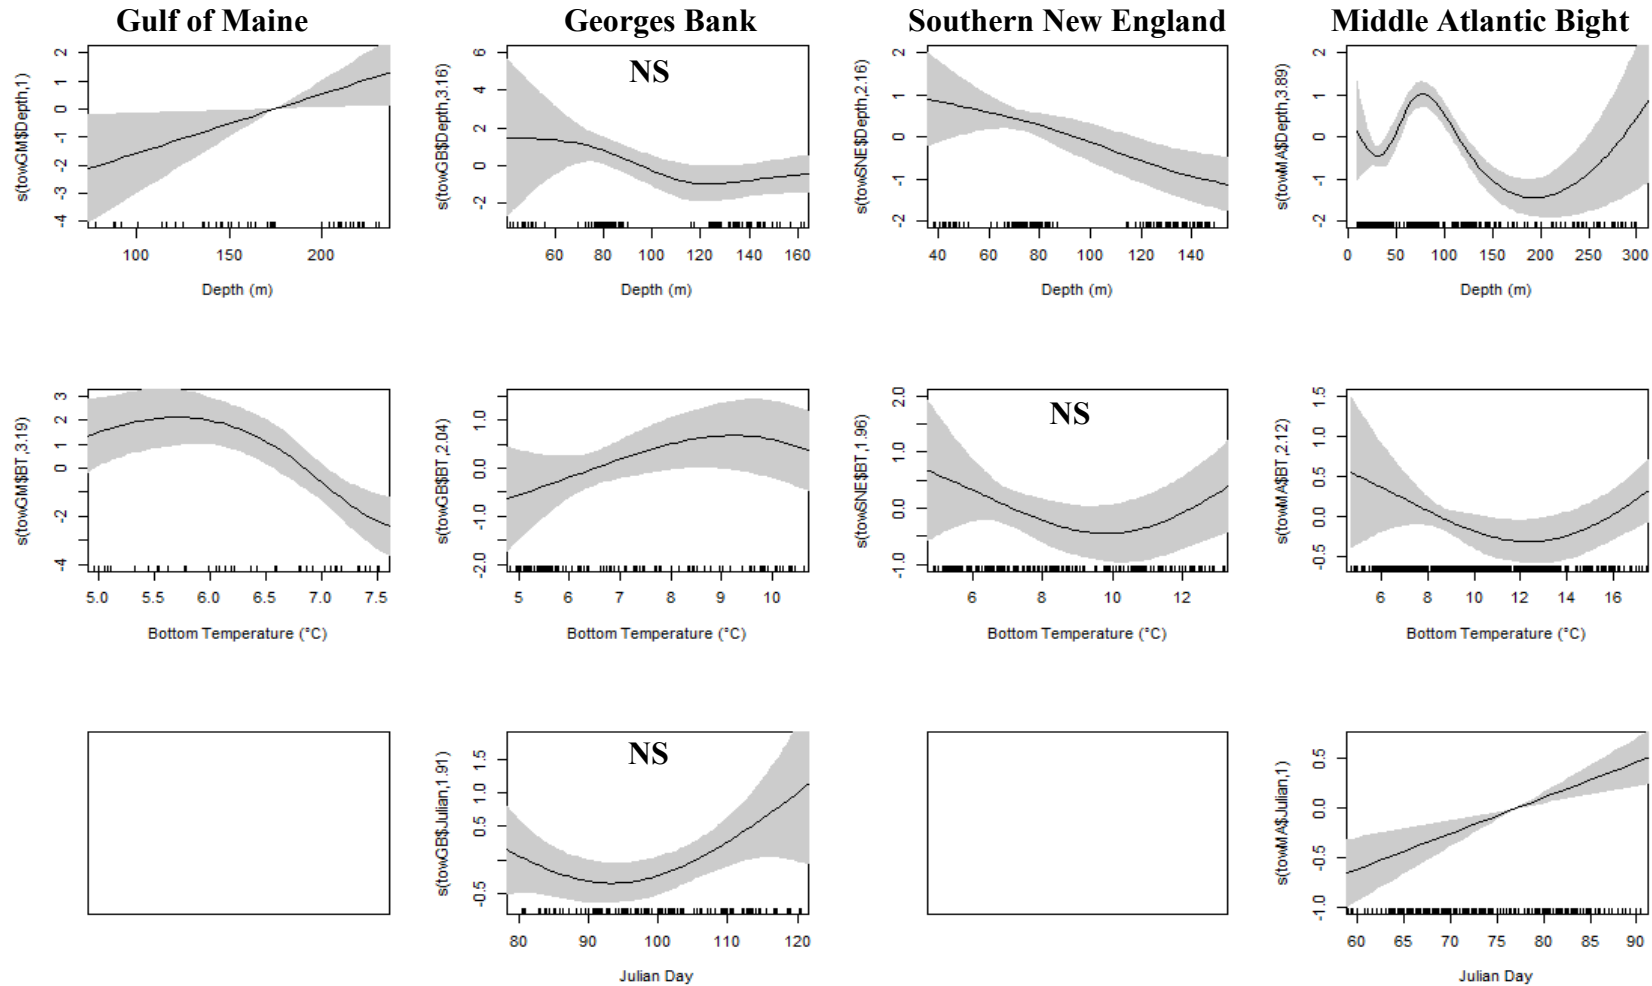 Gulf of Maine Georges Bank Southern New England Middle Atlantic Bight
s(towGM$Depth,1)
2
1
0
-1
-2
-3
-4
100 150 200
Depth (m)
s(towGB$Depth,3.16)
NS
6
4
2
0
-2
40 60 80 100 120 140 160
Depth (m)
s(towSNE$Depth,2.16)
2
1
0
-1
-2
40 60 80 100 120 140
Depth (m)
s(towMA$Depth,3.89)
2
1
0
-1
-2
0 50 100 150 200 250 300
Depth (m)
s(towGM$BT,3.19)
3
2
1
0
-2
-4
5.0 5.5 6.0 6.5 7.0 7.5
Bottom Temperature (°C)
s(towGB$BT,2.04)
1.0
0.0
-1.0
-2.0
5 6 7 8 9 10
Bottom Temperature (°C)
s(towSNE$BT,1.96)
NS
2.0
1.0
0.0
-1.0
6 8 10 12
Bottom Temperature (°C)
s(towMA$BT,2.12)
1.5
1.0
0.5
0.0
-0.5
6 8 10 12 14 16
Bottom Temperature (°C)
s(towGB$Julian,1.91)
NS
1.5
1.0
0.5
-0.5
80 90 100 110 120
Julian Day
s(towMA$Julian,1)
0.5
0.0
-0.5
-1.0
60 65 70 75 80 85 90
Julian Day